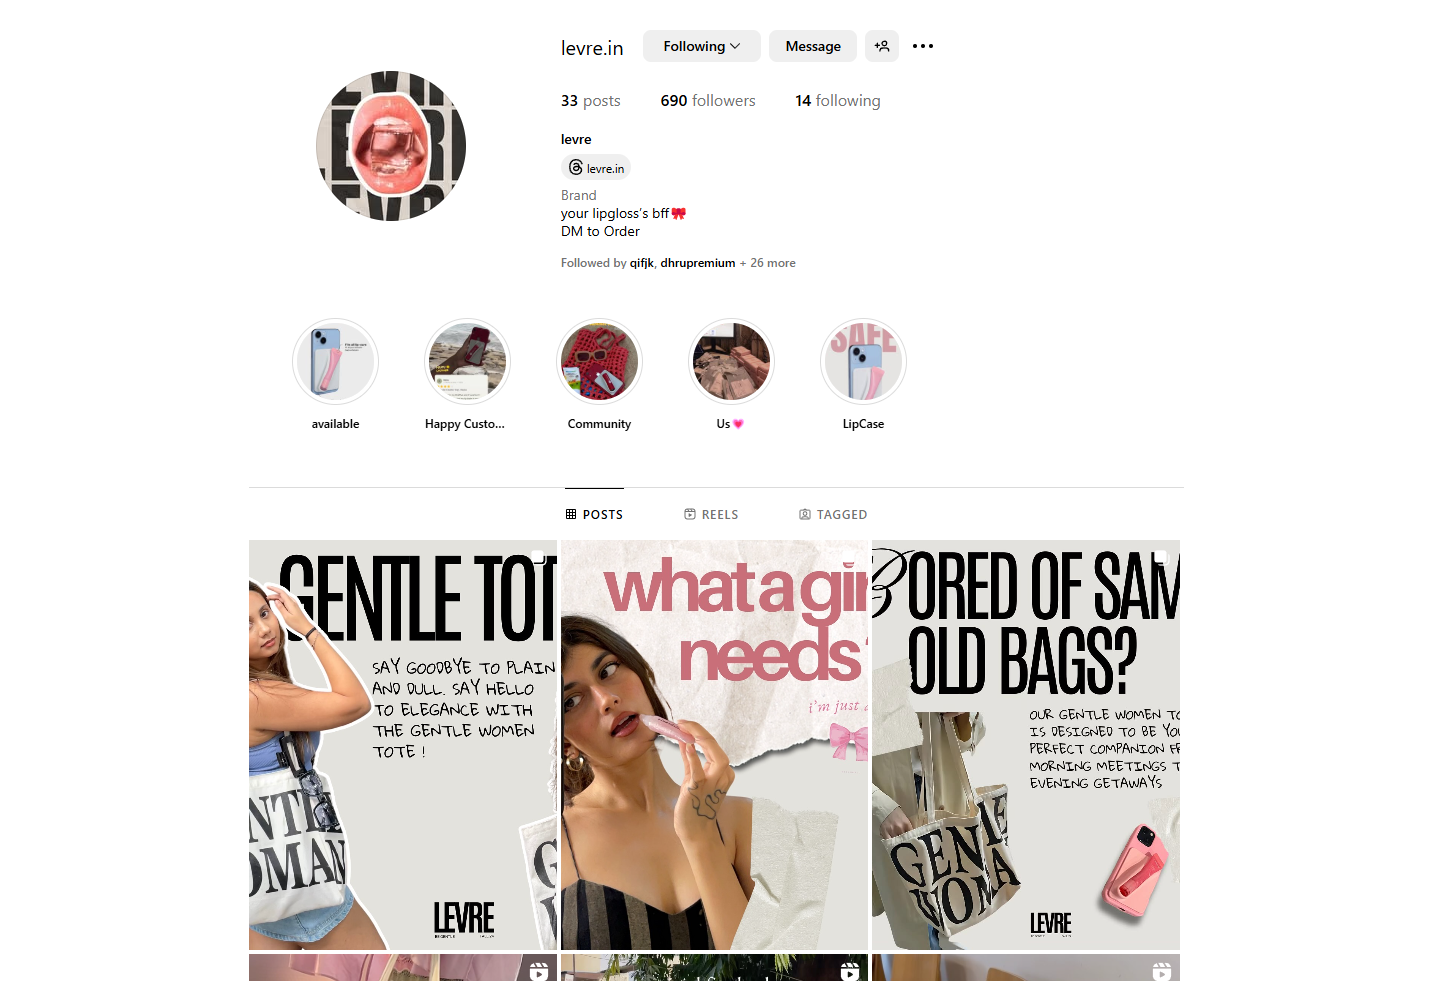 levre.in
Following
Message
33 posts
690 followers
14 following
levre
levre.in
Brand
your lipgloss's bff🎀
DM to Order
Followed by qifjk, dhrupremium + 26 more
SAFE
available
Happy Custo...
Community
Us 💗
LipCase
POSTS
REELS
TAGGED
GENTLE TOT
SAY GOODBYE TO PLAIN
AND DULL. SAY HELLO
TO ELEGANCE WITH
THE GENTLE WOMEN
TOTE !
NTLE
OMAN
G
LEVRE
what a gir
needs?
i'm just a
BORED OF SAM
OLD BAGS?
OUR GENTLE WOMEN TO
IS DESIGNED TO BE YOU
PERFECT COMPANION FR
MORNING MEETINGS T
EVENING GETAWAYS
GENTLE
WOMA
LEVRE